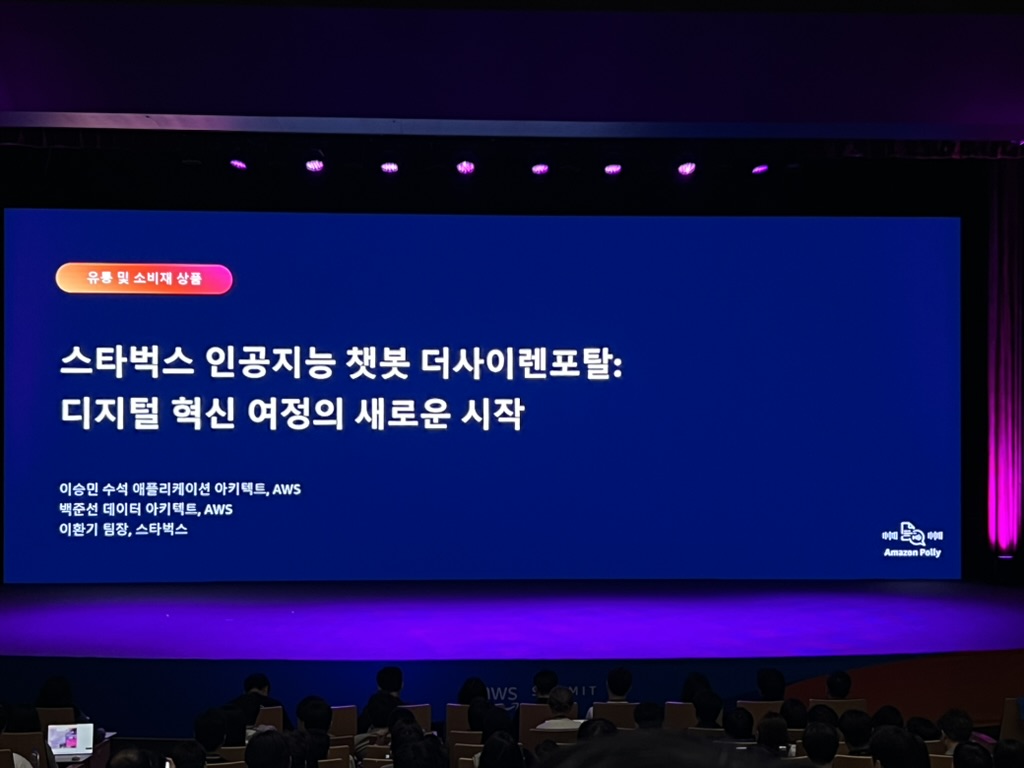 유통 및 소비재 상품
스타벅스 인공지능 챗봇 더사이렌포탈:
디지털 혁신 여정의 새로운 시작
이승민 수석 애플리케이션 아키텍트, AWS
백준선 데이터 아키텍트, AWS
이환기 팀장, 스타벅스
Amazon Polly